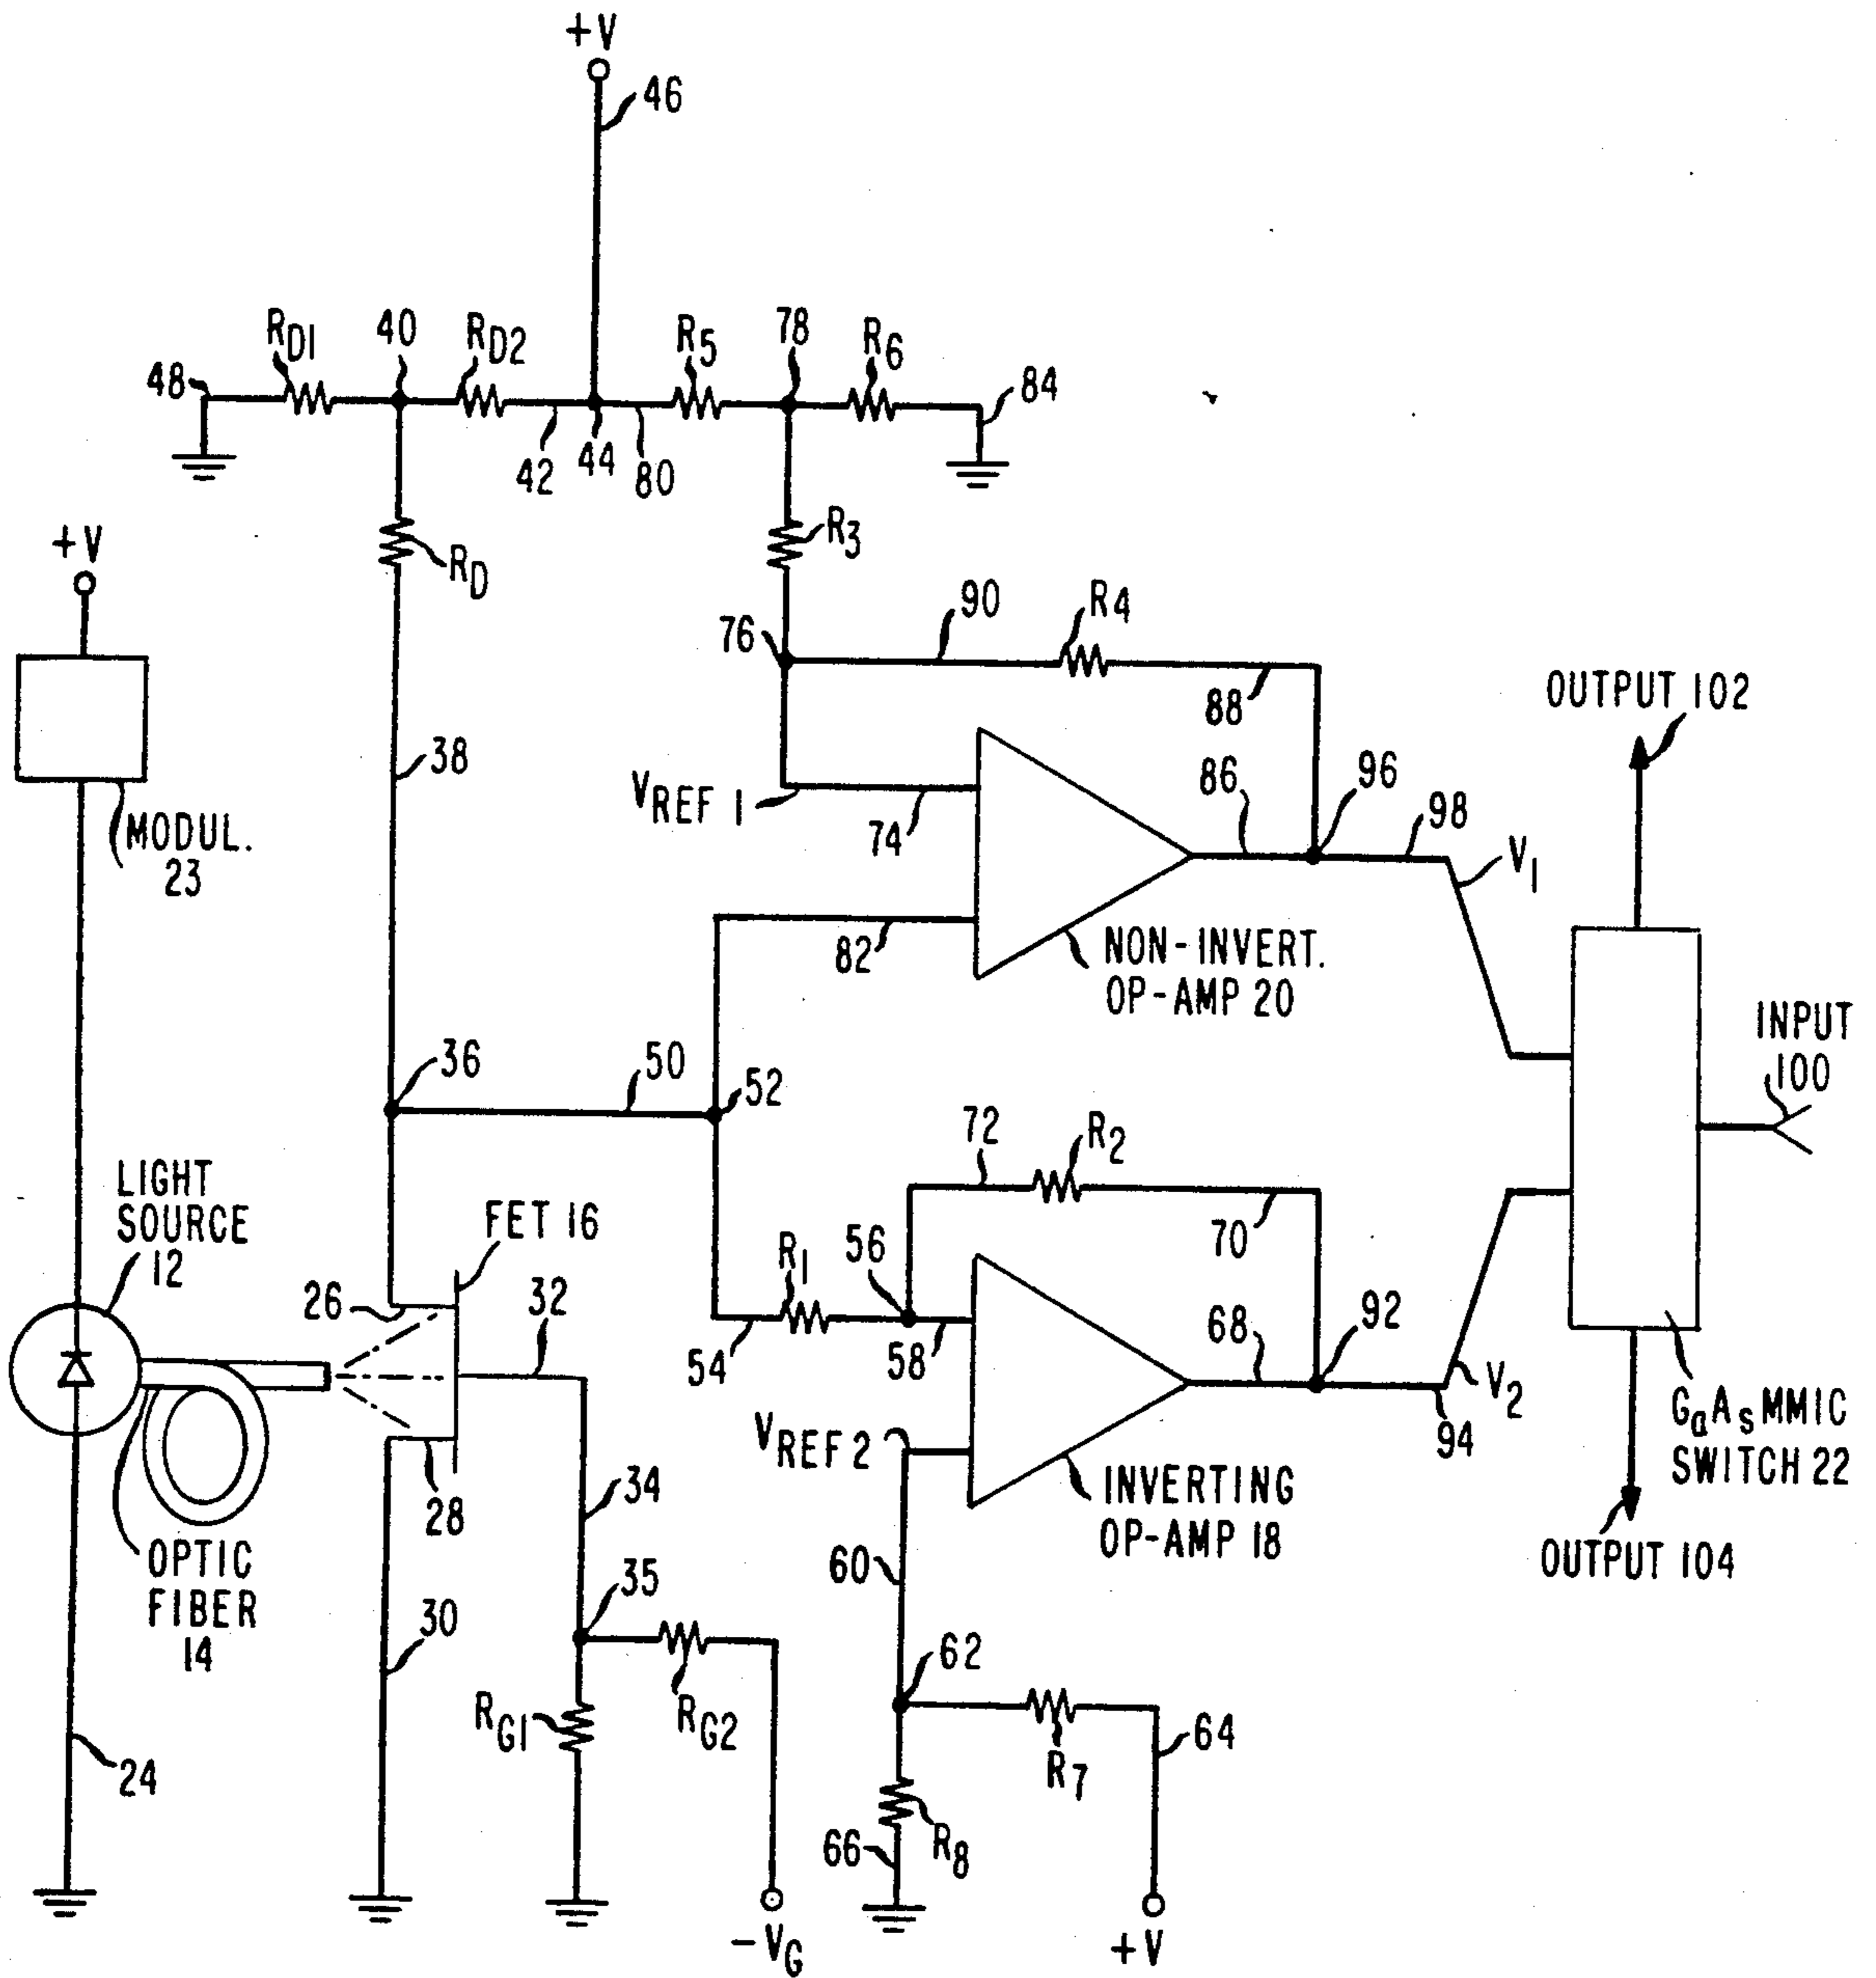 +V
46
R_D1
40
R_D2
R_5
78
R_6
48
84
42
44
80
+V
R_D
R_3
90
R_4
76
88
OUTPUT 102
38
V_REF 1
74
86
96
98
V_1
MODUL.
23
82
NON-INVERT.
OP-AMP 20
INPUT
100
36
50
52
72
R_2
LIGHT
SOURCE
12
FET 16
R_1
56
70
26
32
54
58
68
92
V_2
94
GaAs MMIC
SWITCH 22
V_REF 2
28
34
INVERTING
OP-AMP 18
OUTPUT 104
OPTIC
FIBER
14
60
35
30
62
R_G1
R_G2
64
R_7
24
66
R_8
-V_G
+V